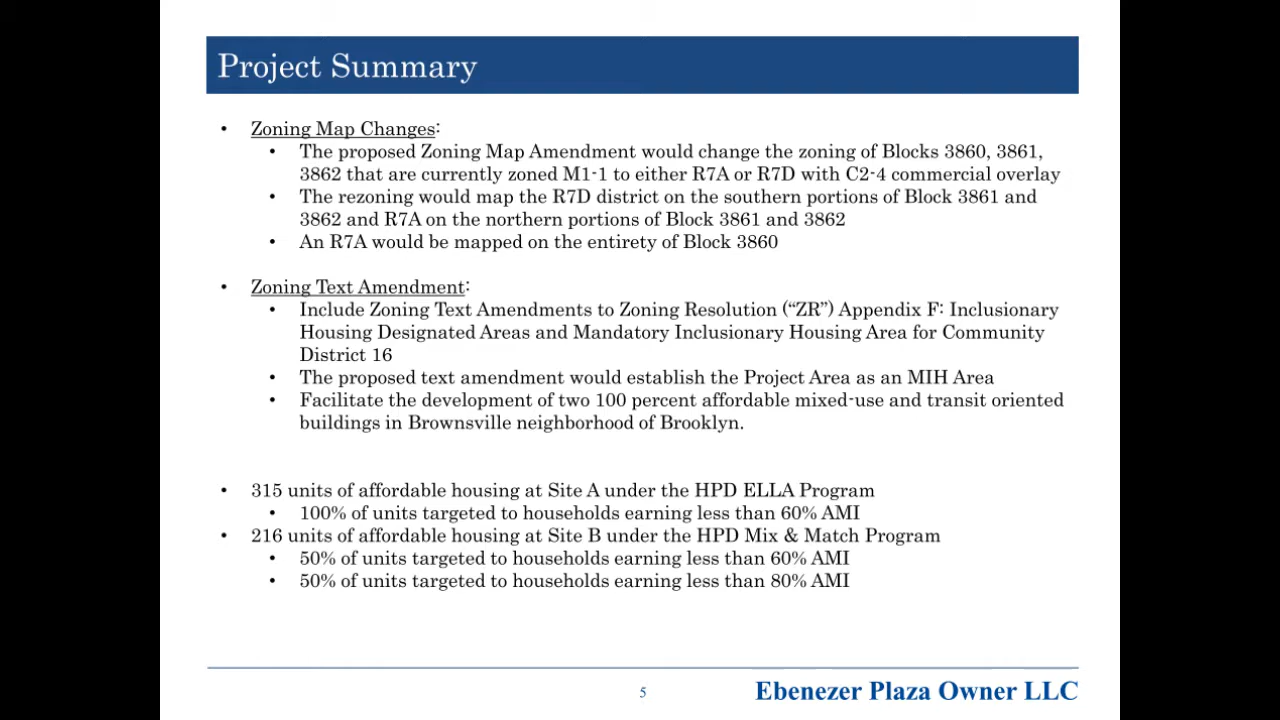 Project Summary
• Zoning Map Changes:
• The proposed Zoning Map Amendment would change the zoning of Blocks 3860, 3861,
3862 that are currently zoned M1-1 to either R7A or R7D with C2-4 commercial overlay
• The rezoning would map the R7D district on the southern portions of Block 3861 and
3862 and R7A on the northern portions of Block 3861 and 3862
• An R7A would be mapped on the entirety of Block 3860
• Zoning Text Amendment:
• Include Zoning Text Amendments to Zoning Resolution (“ZR”) Appendix F: Inclusionary
Housing Designated Areas and Mandatory Inclusionary Housing Area for Community
District 16
• The proposed text amendment would establish the Project Area as an MIH Area
• Facilitate the development of two 100 percent affordable mixed-use and transit oriented
buildings in Brownsville neighborhood of Brooklyn.
• 315 units of affordable housing at Site A under the HPD ELLA Program
• 100% of units targeted to households earning less than 60% AMI
• 216 units of affordable housing at Site B under the HPD Mix & Match Program
• 50% of units targeted to households earning less than 60% AMI
• 50% of units targeted to households earning less than 80% AMI
5
Ebenezer Plaza Owner LLC